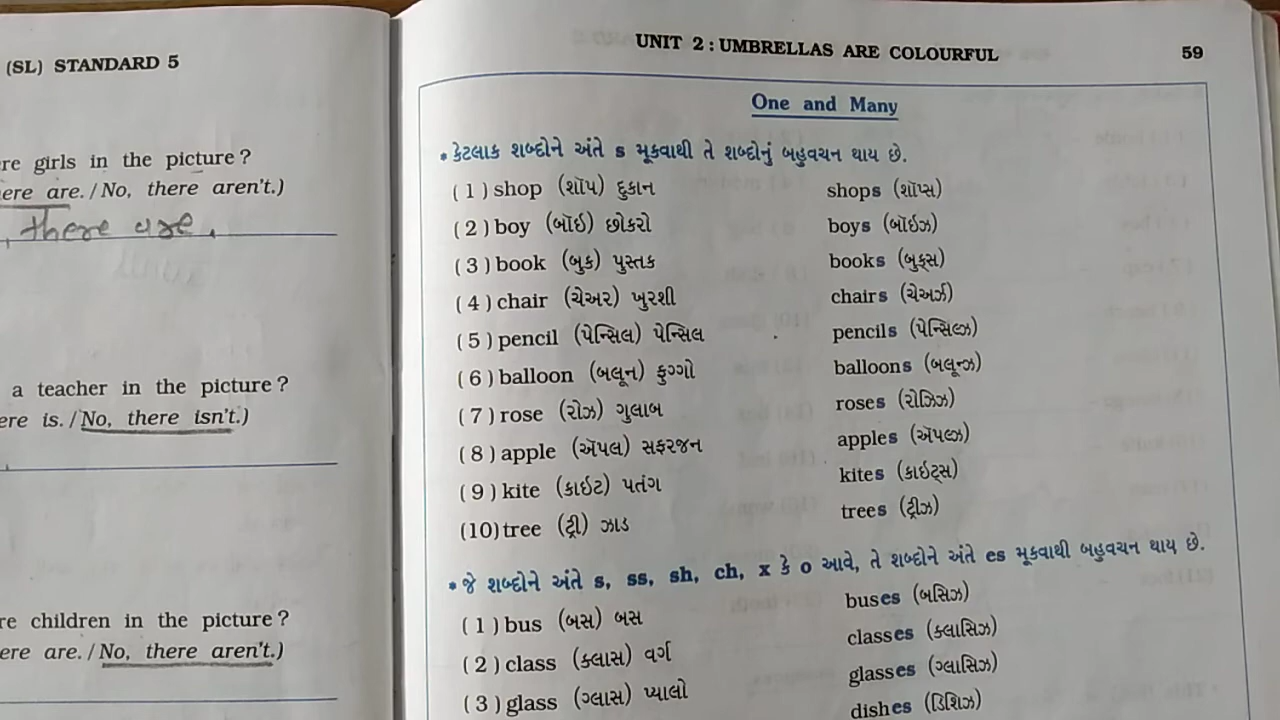 (SL) STANDARD 5
re girls in the picture ?
ere are. / No, there aren't.)
, there are.
a teacher in the picture ?
ere is. / No, there isn't.)
re children in the picture ?
ere are. / No, there aren't.)
UNIT 2 : UMBRELLAS ARE COLOURFUL 59
One and Many
• કેટલાક શબ્દોને અંતે s મૂકવાથી તે શબ્દોનું બહુવચન થાય છે.
( 1 ) shop (શૉપ) દુકાન shops (શૉપ્સ)
( 2 ) boy (બૉઇ) છોકરો boys (બૉઇઝ)
( 3 ) book (બુક) પુસ્તક books (બુક્સ)
( 4 ) chair (ચેઅર) ખુરશી chairs (ચેઅર્ઝ)
( 5 ) pencil (પેન્સિલ) પેન્સિલ pencils (પેન્સિલ્ઝ)
( 6 ) balloon (બલૂન) ફુગ્ગો balloons (બલૂન્ઝ)
( 7 ) rose (રોઝ) ગુલાબ roses (રોઝિઝ)
( 8 ) apple (ઍપલ) સફરજન apples (ઍપલ્ઝ)
( 9 ) kite (કાઇટ) પતંગ kites (કાઇટ્સ)
(10) tree (ટ્રી) ઝાડ trees (ટ્રીઝ)
• જે શબ્દોને અંતે s, ss, sh, ch, x કે o આવે, તે શબ્દોને અંતે es મૂકવાથી બહુવચન થાય છે.
( 1 ) bus (બસ) બસ buses (બસિઝ)
( 2 ) class (ક્લાસ) વર્ગ classes (ક્લાસિઝ)
( 3 ) glass (ગ્લાસ) પ્યાલો glasses (ગ્લાસિઝ)
dishes (ડિશિઝ)